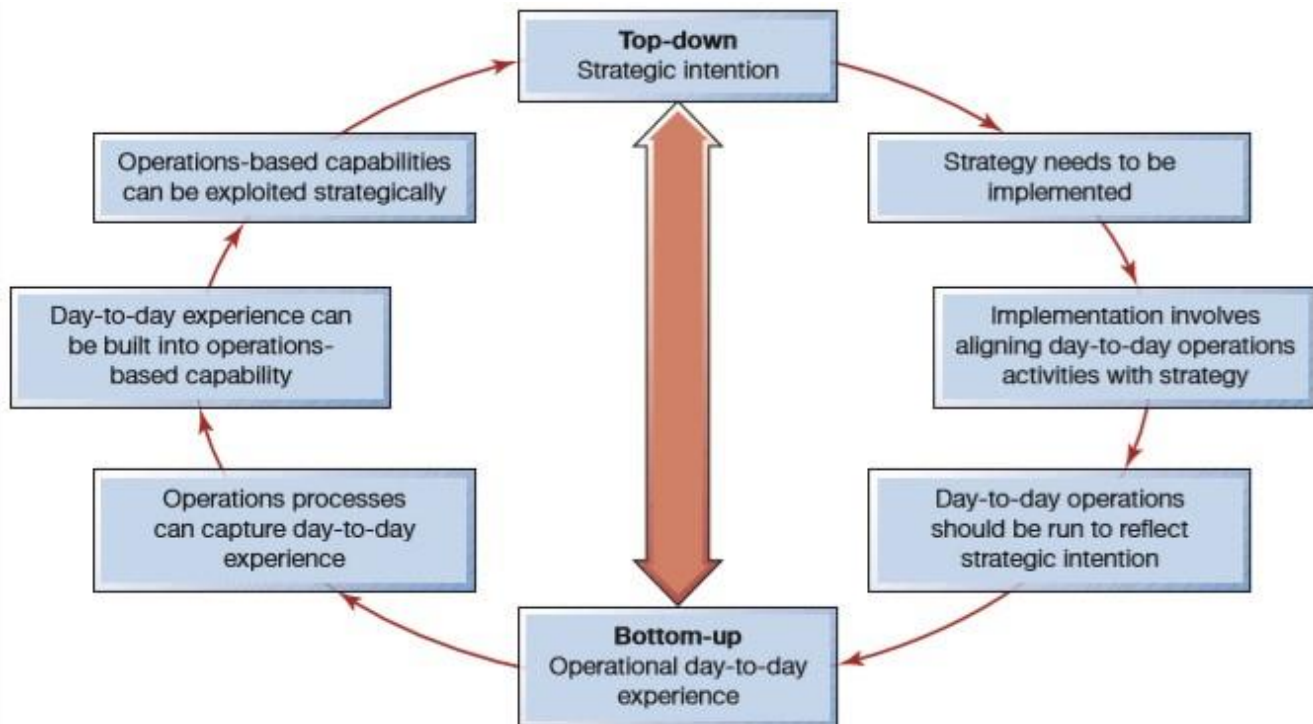 Top-down
Strategic intention
Strategy needs to be
implemented
Implementation involves
aligning day-to-day operations
activities with strategy
Day-to-day operations
should be run to reflect
strategic intention
Bottom-up
Operational day-to-day
experience
Operations processes
can capture day-to-day
experience
Day-to-day experience can
be built into operations-
based capability
Operations-based capabilities
can be exploited strategically